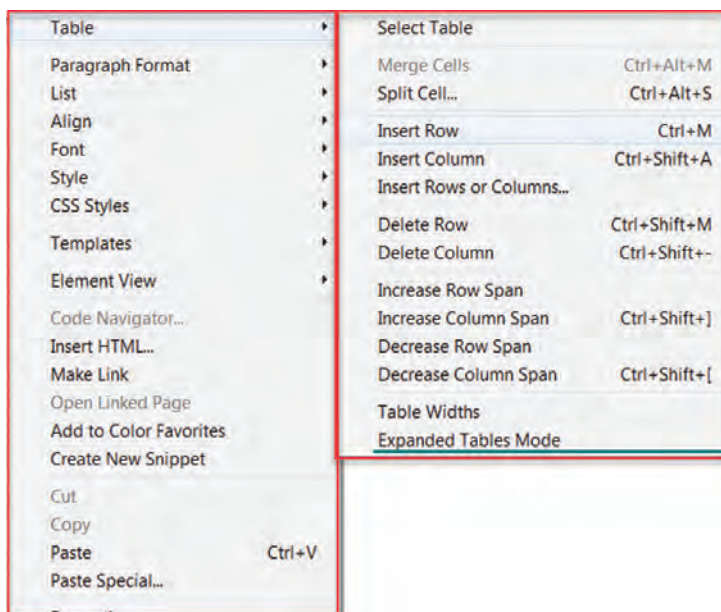 Table
Paragraph Format
List
Align
Font
Style
CSS Styles
Templates
Element View
Code Navigator...
Insert HTML...
Make Link
Open Linked Page
Add to Color Favorites
Create New Snippet
Cut
Copy
Paste Ctrl+V
Paste Special...
Select Table
Merge Cells Ctrl+Alt+M
Split Cell... Ctrl+Alt+S
Insert Row Ctrl+M
Insert Column Ctrl+Shift+A
Insert Rows or Columns...
Delete Row Ctrl+Shift+M
Delete Column Ctrl+Shift+-
Increase Row Span
Increase Column Span Ctrl+Shift+]
Decrease Row Span
Decrease Column Span Ctrl+Shift+[
Table Widths
Expanded Tables Mode